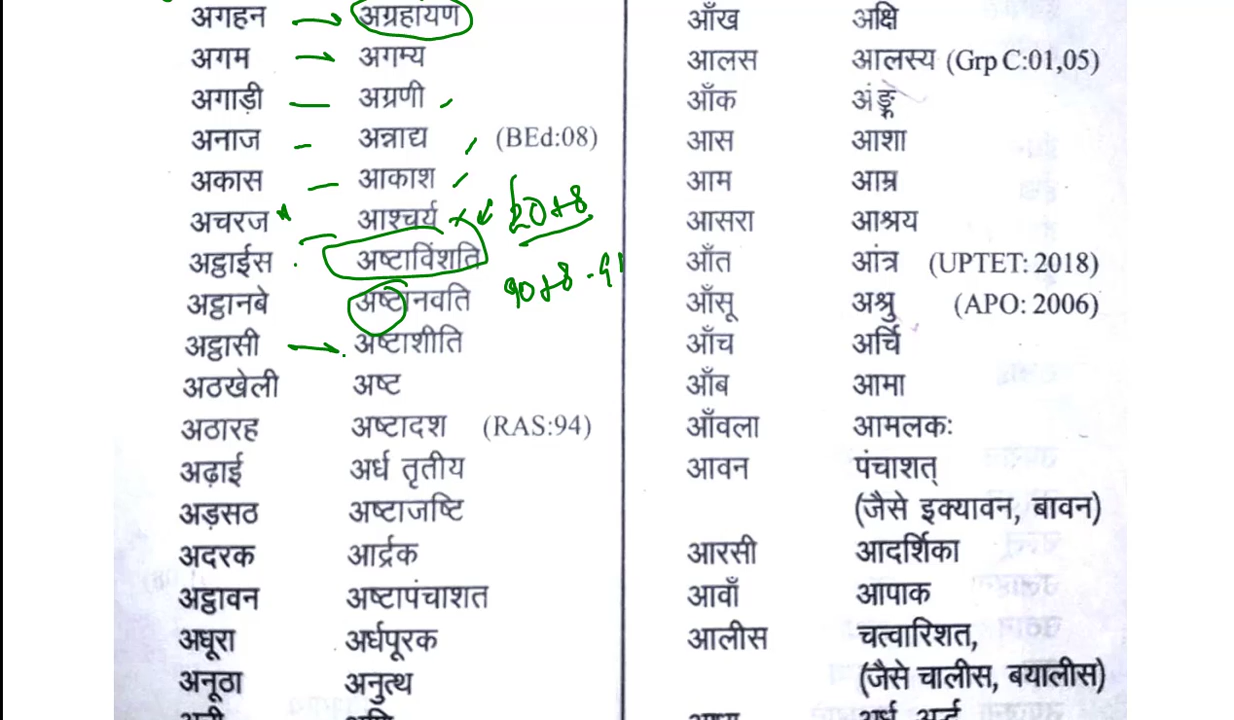 अगहन → अग्रहायण
अगम → अगम्य
अगाड़ी — अग्रणी
अनाज - अन्नाद्य (BEd:08)
अकास — आकाश
अचरज* आश्चर्य 20+8
अट्ठाईस अष्टाविंशति
90+8
अट्ठानबे अष्टानवति
अट्ठासी → अष्टाशीति
अठखेली अष्ट
अठारह अष्टादश (RAS:94)
अढ़ाई अर्ध तृतीय
अड़सठ अष्टाजष्टि
अदरक आर्द्रक
अट्ठावन अष्टापंचाशत
अधूरा अर्धपूरक
अनूठा अनुत्थ
आँख अक्षि
आलस आलस्य (Grp C:01,05)
आँक अंङ्क
आस आशा
आम आम्र
आसरा आश्रय
आँत आंत्र (UPTET: 2018)
आँसू अश्रु (APO: 2006)
आँच अर्चि
आँब आमा
आँवला आमलकः
आवन पंचाशत्
(जैसे इक्यावन, बावन)
आरसी आदर्शिका
आवाँ आपाक
आलीस चत्वारिशत,
(जैसे चालीस, बयालीस)